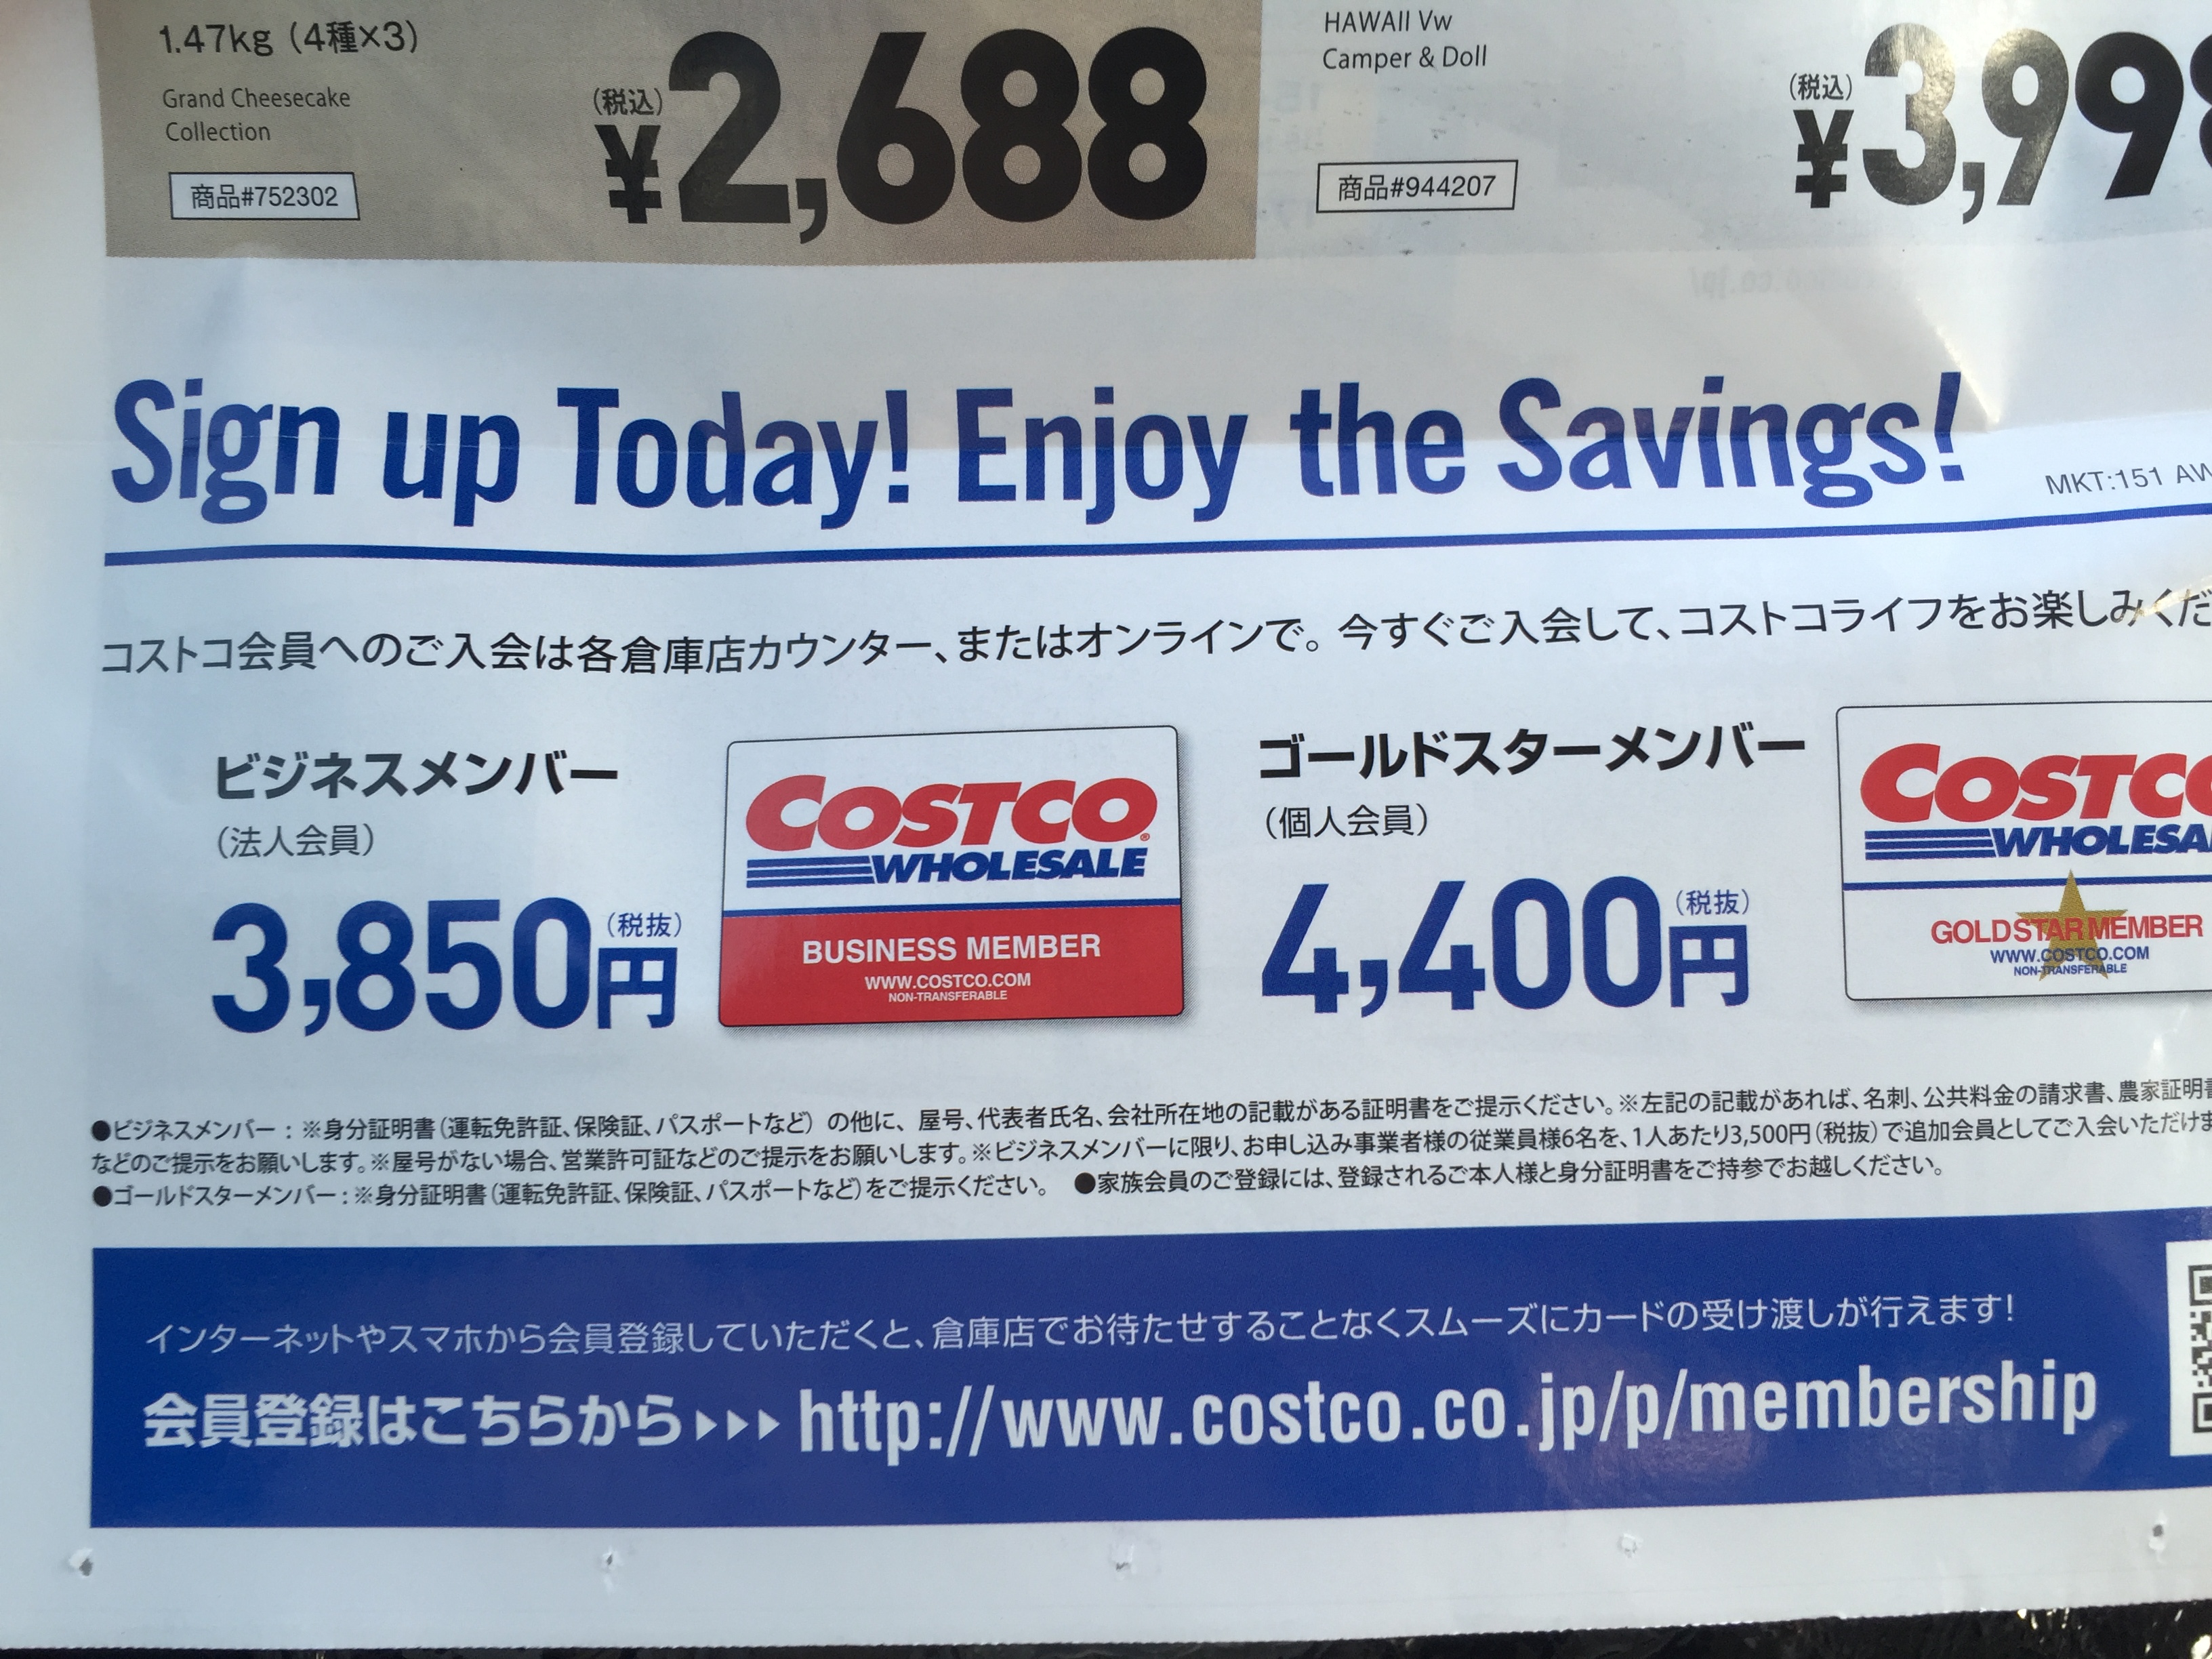 1.47kg（4種×3）
Grand Cheesecake
Collection
商品#752302
（税込）
¥2,688
HAWAII Vw
Camper & Doll
商品#944207
（税込）
¥3,99
Sign up Today! Enjoy the Savings!
MKT:151
コストコ会員へのご入会は各倉庫店カウンター、またはオンラインで。今すぐご入会して、コストコライフをお楽しみくだ
ビジネスメンバー
（法人会員）
3,850円（税抜）
COSTCO
WHOLESALE
BUSINESS MEMBER
WWW.COSTCO.COM
NON-TRANSFERABLE
ゴールドスターメンバー
（個人会員）
4,400円（税抜）
COSTCO
WHOLESA
GOLD STAR MEMBER
WWW.COSTCO.COM
NON-TRANSFERABLE
●ビジネスメンバー：※身分証明書（運転免許証、保険証、パスポートなど）の他に、屋号、代表者氏名、会社所在地の記載がある証明書をご提示ください。※左記の記載があれば、名刺、公共料金の請求書、農家証明書
などのご提示をお願いします。※屋号がない場合、営業許可証などのご提示をお願いします。※ビジネスメンバーに限り、お申し込み事業者様の従業員様6名を、1人あたり3,500円（税抜）で追加会員としてご入会いただけま
●ゴールドスターメンバー：※身分証明書（運転免許証、保険証、パスポートなど）をご提示ください。 ●家族会員のご登録には、登録されるご本人様と身分証明書をご持参でお越しください。
インターネットやスマホから会員登録していただくと、倉庫店でお待たせすることなくスムーズにカードの受け渡しが行えます！
会員登録はこちらから▶▶▶ http://www.costco.co.jp/p/membership